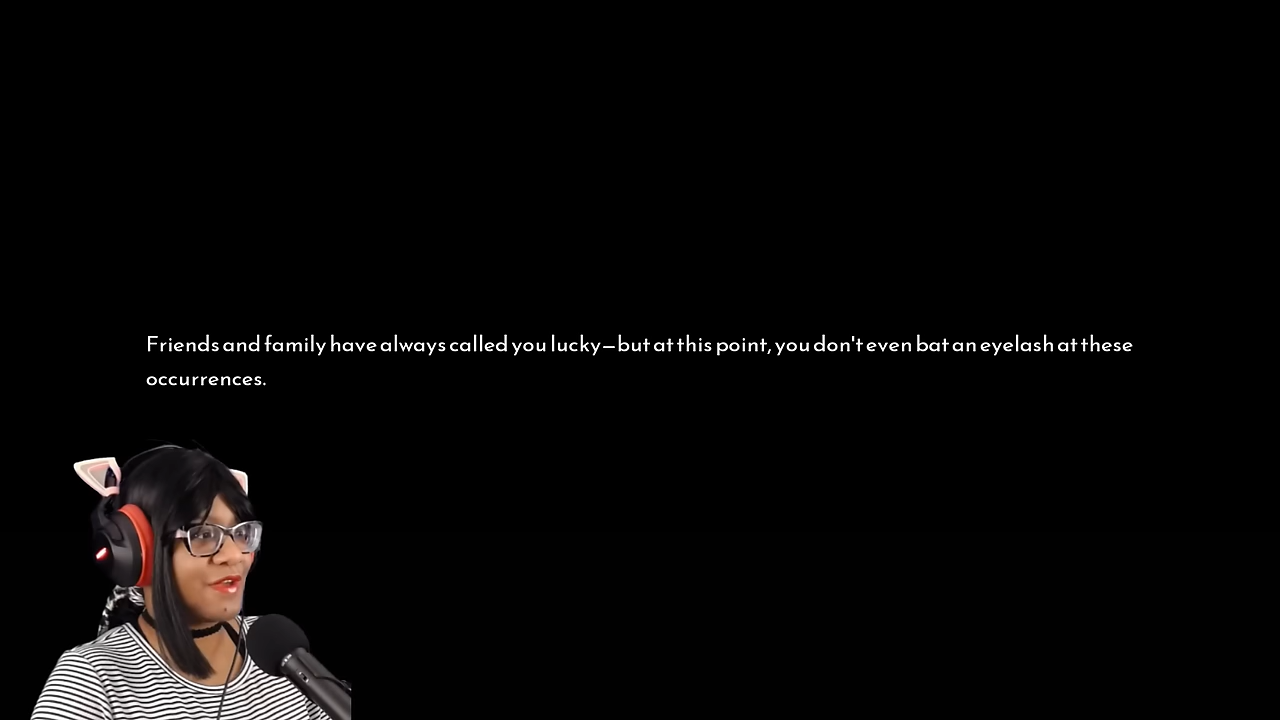 Friends and family have always called you lucky—but at this point, you don't even bat an eyelash at these
occurrences.